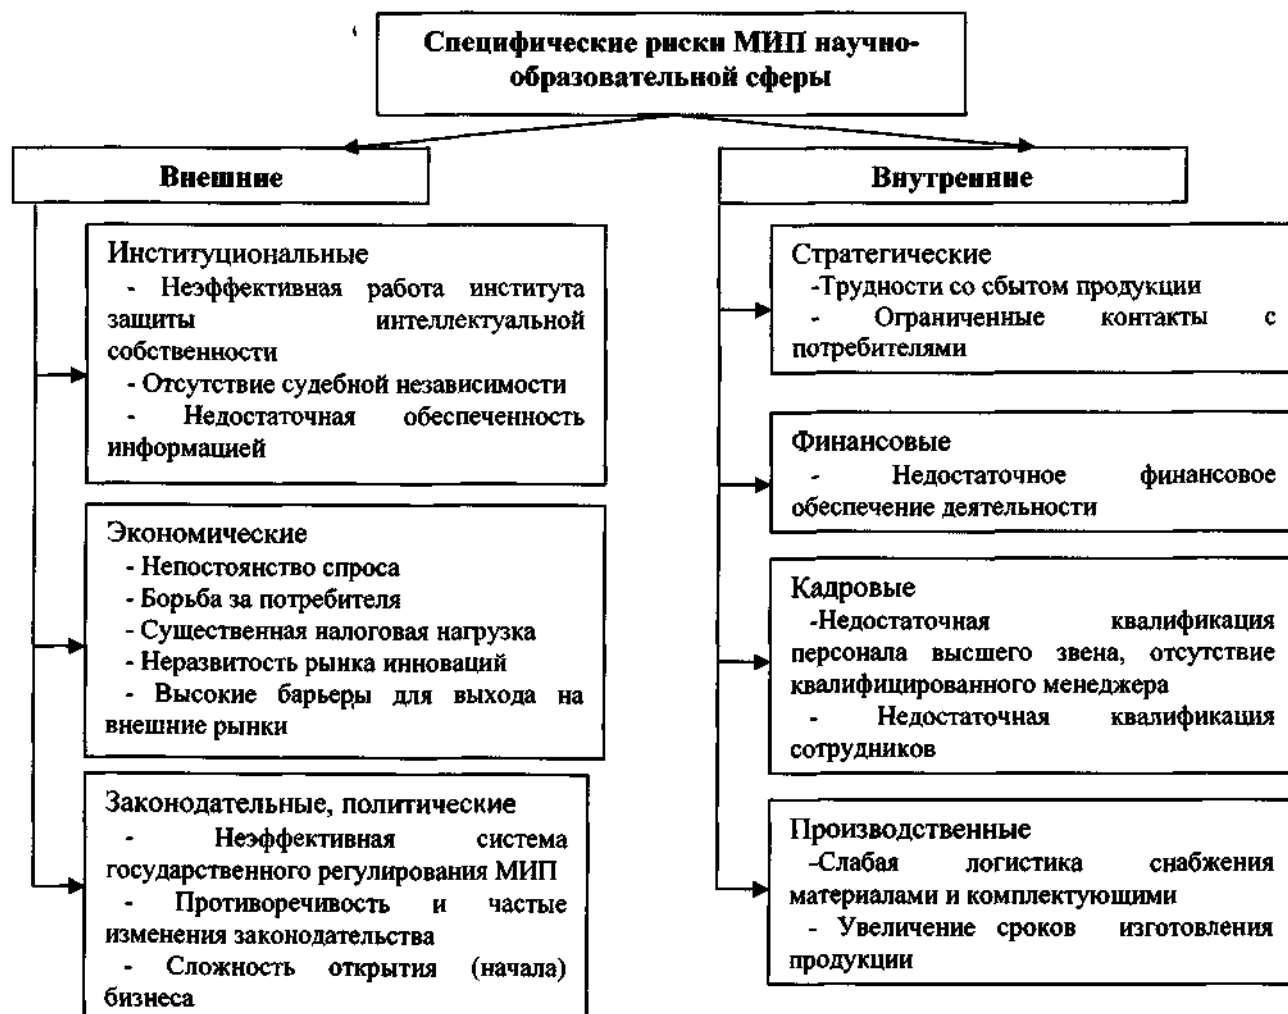 Специфические риски МИП научно-
образовательной сферы
Внешние
Институциональные
- Неэффективная работа института
защиты интеллектуальной
собственности
- Отсутствие судебной независимости
- Недостаточная обеспеченность
информацией
Экономические
- Непостоянство спроса
- Борьба за потребителя
- Существенная налоговая нагрузка
- Неразвитость рынка инноваций
- Высокие барьеры для выхода на
внешние рынки
Законодательные, политические
- Неэффективная система
государственного регулирования МИП
- Противоречивость и частые
изменения законодательства
- Сложность открытия (начала)
бизнеса
Внутренние
Стратегические
-Трудности со сбытом продукции
- Ограниченные контакты с
потребителями
Финансовые
- Недостаточное финансовое
обеспечение деятельности
Кадровые
-Недостаточная квалификация
персонала высшего звена, отсутствие
квалифицированного менеджера
- Недостаточная квалификация
сотрудников
Производственные
-Слабая логистика снабжения
материалами и комплектующими
- Увеличение сроков изготовления
продукции